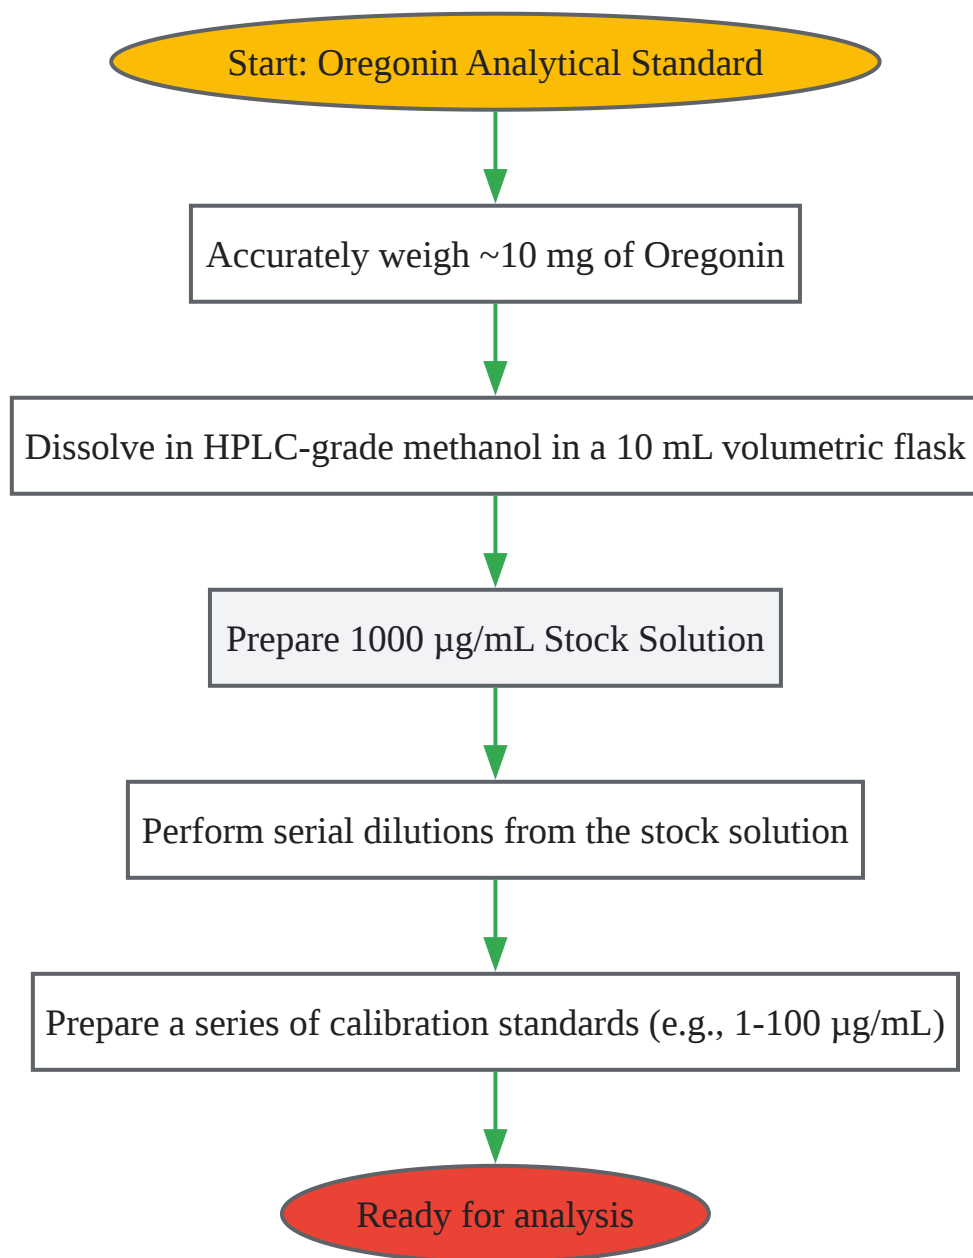 Start: Oregonin Analytical Standard
Accurately weigh ~10 mg of Oregonin
Dissolve in HPLC-grade methanol in a 10 mL volumetric flask
Prepare 1000 µg/mL Stock Solution
Perform serial dilutions from the stock solution
Prepare a series of calibration standards (e.g., 1-100 µg/mL)
Ready for analysis